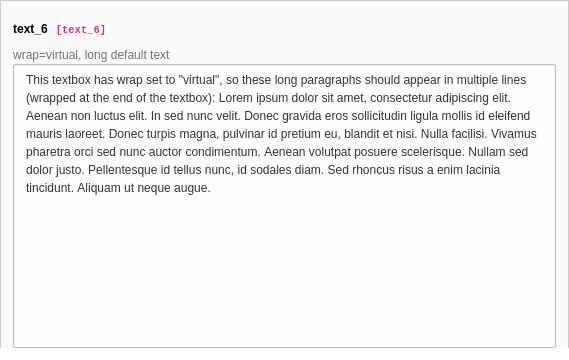 text_6 [text_6]
wrap=virtual, long default text
This textbox has wrap set to "virtual", so these long paragraphs should appear in multiple lines
(wrapped at the end of the textbox): Lorem ipsum dolor sit amet, consectetur adipiscing elit.
Aenean non luctus elit. In sed nunc velit. Donec gravida eros sollicitudin ligula mollis id eleifend
mauris laoreet. Donec turpis magna, pulvinar id pretium eu, blandit et nisi. Nulla facilisi. Vivamus
pharetra orci sed nunc auctor condimentum. Aenean volutpat posuere scelerisque. Nullam sed
dolor justo. Pellentesque id tellus nunc, id sodales diam. Sed rhoncus risus a enim lacinia
tincidunt. Aliquam ut neque augue.